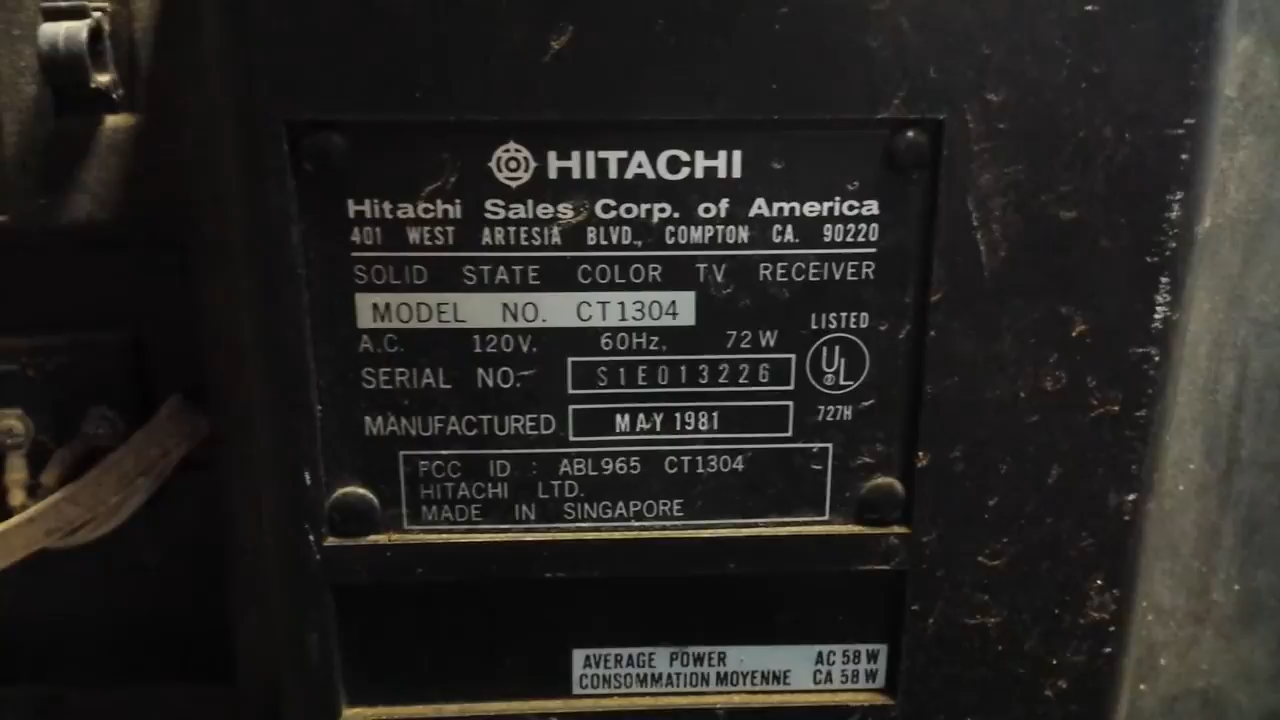 HITACHI
Hitachi Sales Corp. of America
401 WEST ARTESIA BLVD., COMPTON CA. 90220
SOLID STATE COLOR TV RECEIVER
MODEL NO. CT1304
A.C. 120V. 60Hz, 72W
SERIAL NO. S1E013226
MANUFACTURED MAY 1981
LISTED
UL
727H
FCC ID : ABL965 CT1304
HITACHI LTD.
MADE IN SINGAPORE
AVERAGE POWER AC 58 W
CONSOMMATION MOYENNE CA 58 W